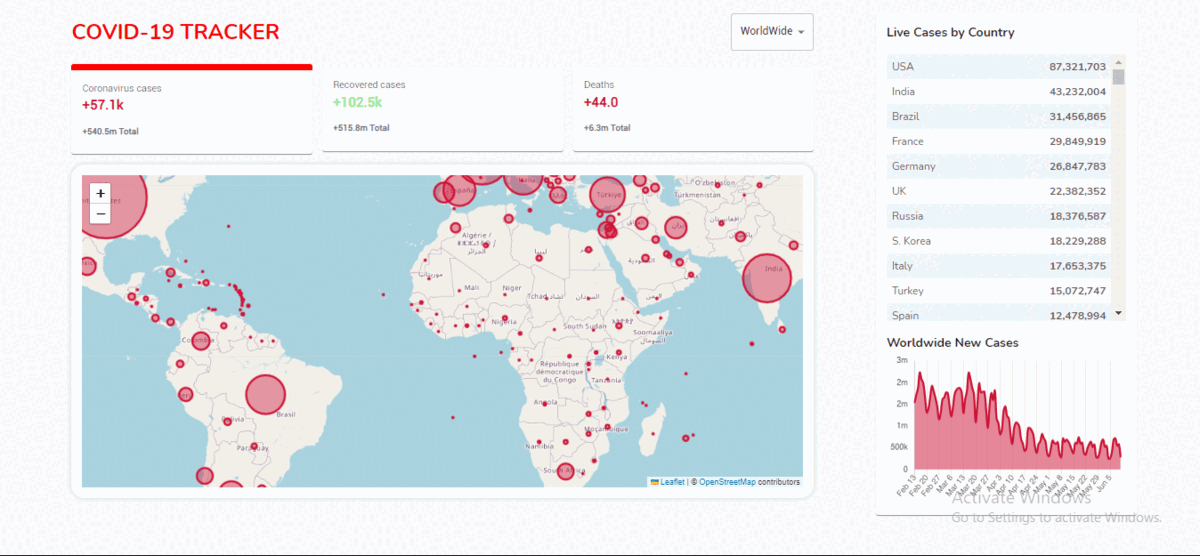 COVID-19 TRACKER
WorldWide
Coronavirus cases
+57.1k
+540.5m Total
Recovered cases
+102.5k
+515.8m Total
Deaths
+44.0
+6.3m Total
+
−
España
Türkiye
O'zbekiston
Türkmenistan
Algérie /
الجزائر
ليبيا
السعودية
موريتانيا
Mali
Niger
Tchad تشاد
السودان
India
Nigeria
South Sudan
Soomaaliya
الصومال
Colombia
Kenya
République
démocratique
du Congo
Tanzania
Brasil
Angola
Bolivia
Moçambique
Paraguay
Namibia
South Africa
Leaflet | © OpenStreetMap contributors
Live Cases by Country
USA 87,321,703
India 43,232,004
Brazil 31,456,865
France 29,849,919
Germany 26,847,783
UK 22,382,352
Russia 18,376,587
S. Korea 18,229,288
Italy 17,653,375
Turkey 15,072,747
Spain 12,478,994
Worldwide New Cases
3m
2m
2m
1m
500k
0
Feb 13 Feb 20 Feb 27 Mar 6 Mar 13 Mar 20 Mar 27 Apr 3 Apr 10 Apr 17 Apr 24 May 1 May 8 May 15 May 22 May 29 Jun 5
Activate Windows
Go to Settings to activate Windows.